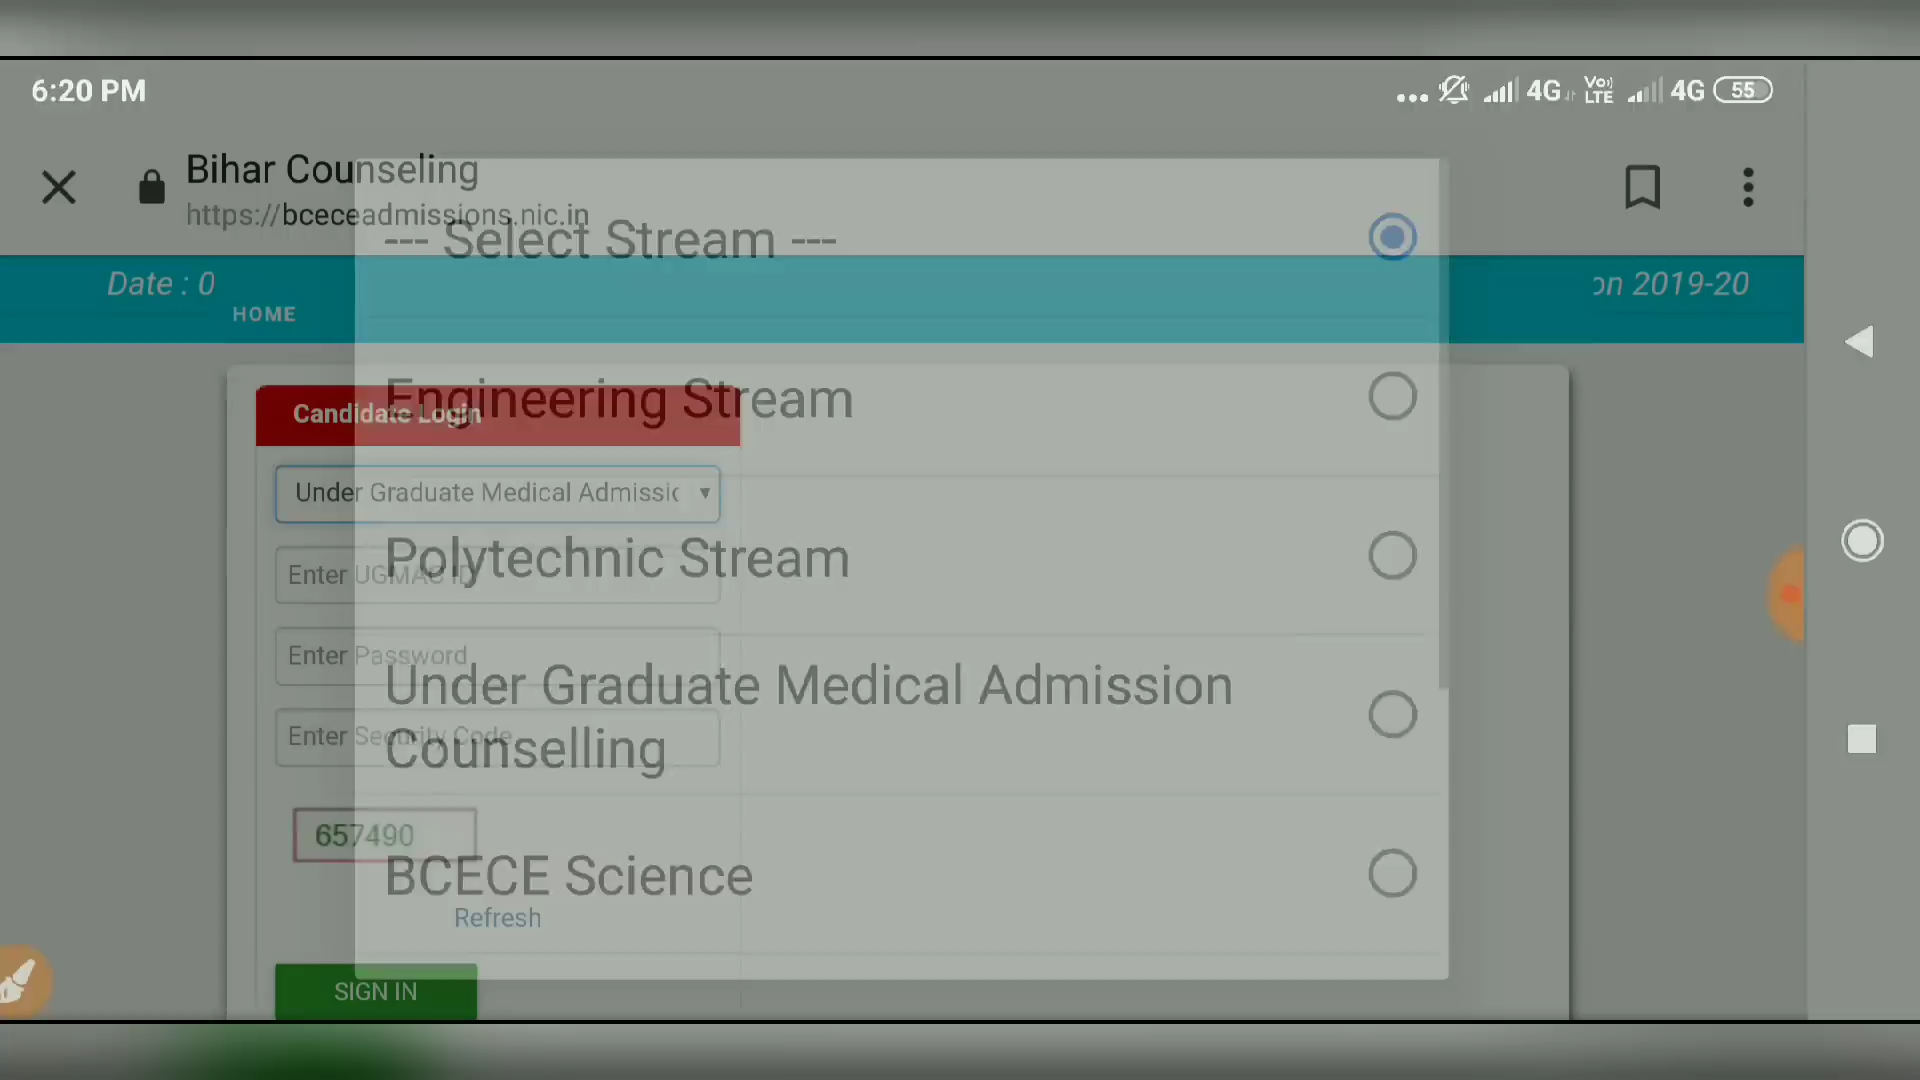 6:20 PM
4G Vo) LTE 4G 55
Bihar Counseling
https://bceceadmissions.nic.in
--- Select Stream ---
Date : 0
on 2019-20
HOME
Engineering Stream
Candidate Login
Under Graduate Medical Admissic
Polytechnic Stream
Enter UGMAC ID
Enter Password
Under Graduate Medical Admission
Counselling
Enter Security Code
657490
BCECE Science
Refresh
SIGN IN